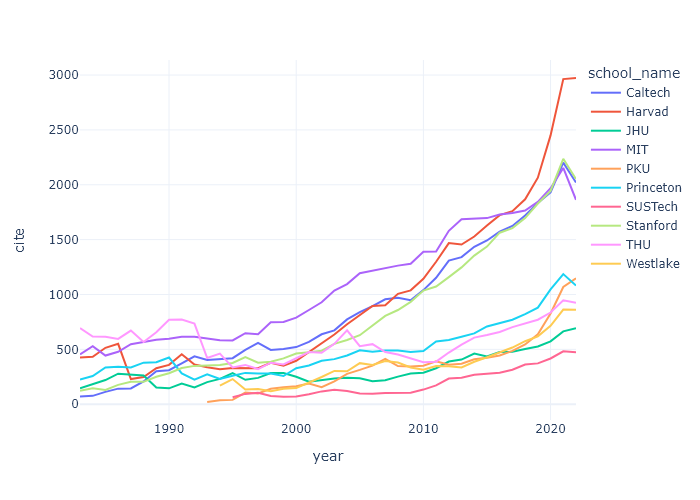 school_name
Caltech
Harvad
JHU
MIT
PKU
Princeton
SUSTech
Stanford
THU
Westlake
3000
2500
2000
1500
1000
500
0
cite
1990
2000
2010
2020
year